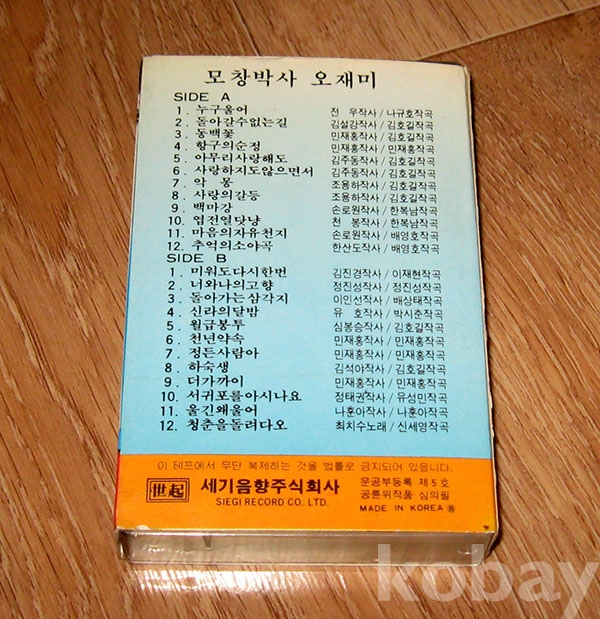 모창박사 오재미
SIDE A
1. 누구울어 전 우작사 / 나규호작곡
2. 돌아갈수없는길 김설강작사 / 김호길작곡
3. 동백꽃 민재홍작사 / 김호길작곡
4. 항구의순정 민재홍작사 / 민재홍작곡
5. 아무리사랑해도 김주동작사 / 김호길작곡
6. 사랑하지도않으면서 김주동작사 / 김호길작곡
7. 악 몽 조용하작사 / 김호길작곡
8. 사랑의갈등 조용하작사 / 김호길작곡
9. 백마강 손로원작사 / 한복남작곡
10. 엽전열닷냥 천 봉작사 / 한복남작곡
11. 마음의자유천지 손로원작사 / 배영호작곡
12. 추억의소야곡 한산도작사 / 배영호작곡
SIDE B
1. 미워도다시한번 김진경작사 / 이재현작곡
2. 너와나의고향 정진성작사 / 정진성작곡
3. 돌아가는삼각지 이인선작사 / 배상태작곡
4. 신라의달밤 유 호작사 / 박시춘작곡
5. 월급봉투 심봉승작사 / 김호길작곡
6. 천년약속 민재홍작사 / 민재홍작곡
7. 정든사람아 민재홍작사 / 민재홍작곡
8. 하숙생 김석야작사 / 김호길작곡
9. 더가까이 민재홍작사 / 민재홍작곡
10. 서귀포를아시나요 정태권작사 / 유성민작곡
11. 울긴왜울어 나훈아작사 / 나훈아작곡
12. 청춘을돌려다오 최치수노래 / 신세영작곡
이 테프에서 무단 복제하는 것을 법률로 금지되어 있읍니다.
世起 세기음향주식회사 문공부등록 제5호
SIEGI RECORD CO. LTD. 공륜위작품 심의필
MADE IN KOREA ⓑ
kobay